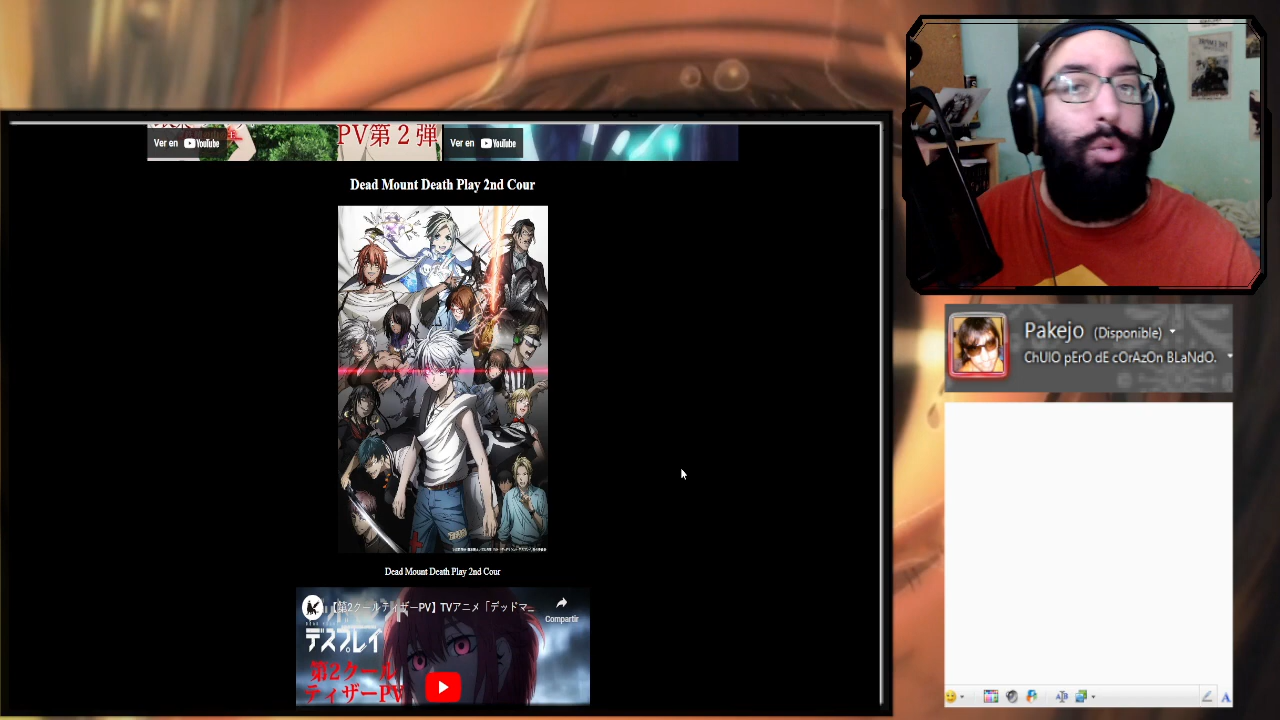 Ver en YouTube
PV第2弾
Ver en YouTube
Dead Mount Death Play 2nd Cour
Dead Mount Death Play 2nd Cour
【第2クールティザーPV】TVアニメ「デッドマ...
Compartir
デスプレイ
第2クール
ティザーPV
Pakejo (Disponible)
ChUlO pErO dE cOrAzOn BLaNdO.